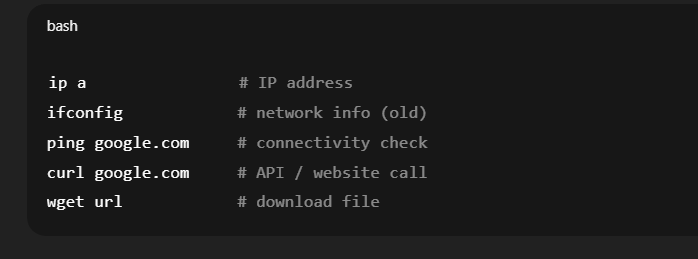 bash
ip a # IP address
ifconfig # network info (old)
ping google.com # connectivity check
curl google.com # API / website call
wget url # download file